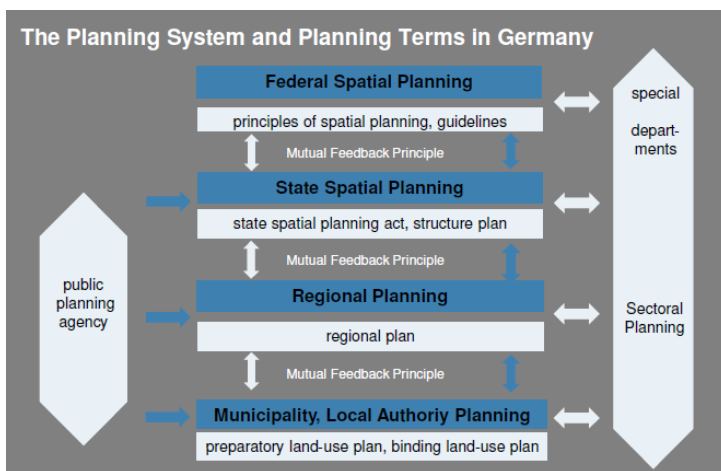 The Planning System and Planning Terms in Germany
Federal Spatial Planning
principles of spatial planning, guidelines
Mutual Feedback Principle
State Spatial Planning
state spatial planning act, structure plan
Mutual Feedback Principle
Regional Planning
regional plan
Mutual Feedback Principle
Municipality, Local Authoriy Planning
preparatory land-use plan, binding land-use plan
public
planning
agency
special
depart-
ments
Sectoral
Planning